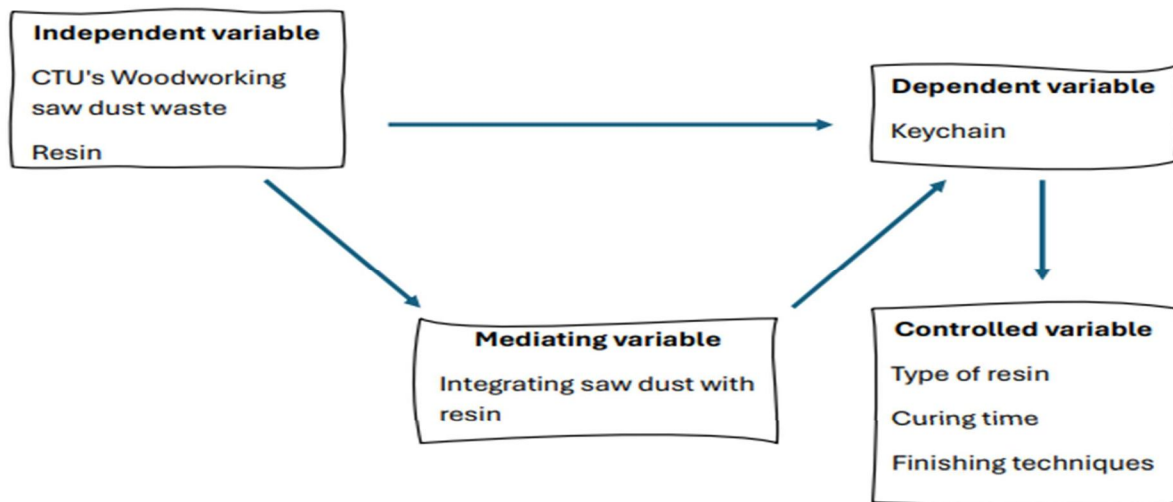 Independent variable
CTU's Woodworking
saw dust waste
Resin
Dependent variable
Keychain
Mediating variable
Integrating saw dust with
resin
Controlled variable
Type of resin
Curing time
Finishing techniques